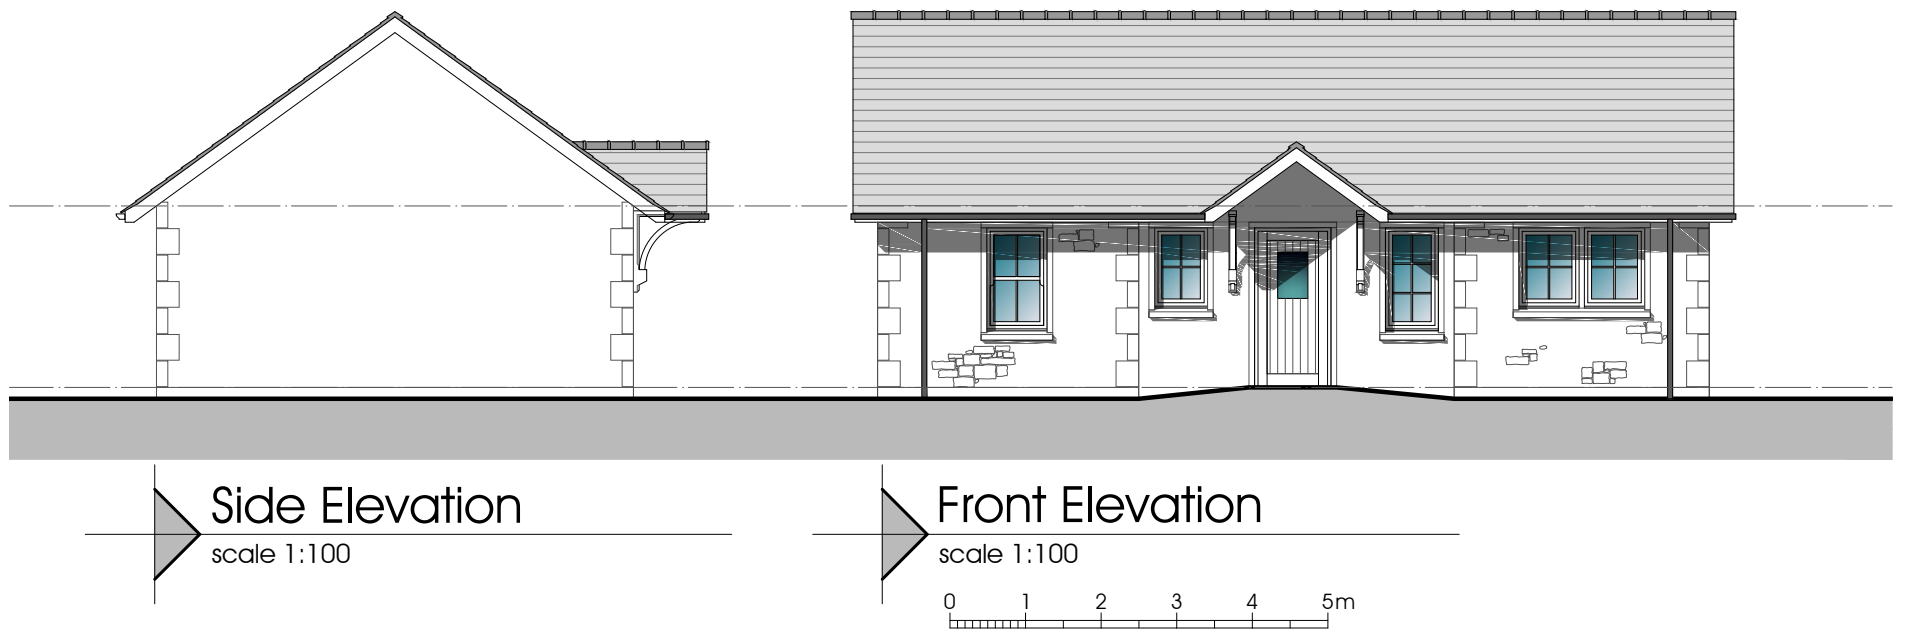 Side Elevation
scale 1:100
Front Elevation
scale 1:100
0 1 2 3 4 5m